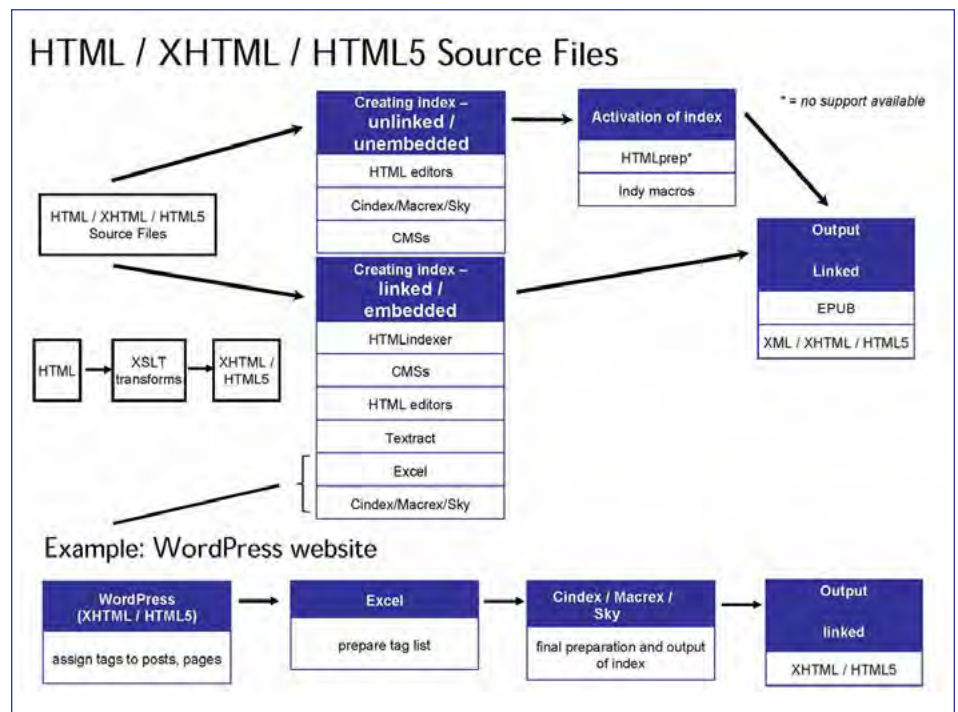 HTML / XHTML / HTML5 Source Files
* = no support available
HTML / XHTML / HTML5
Source Files
Creating index –
unlinked /
unembedded
HTML editors
Cindex/Macrex/Sky
CMSs
Activation of index
HTMLprep*
Indy macros
Creating index –
linked /
embedded
HTMLindexer
CMSs
HTML editors
Textract
Excel
Cindex/Macrex/Sky
Output
Linked
EPUB
XML / XHTML / HTML5
HTML
XSLT
transforms
XHTML /
HTML5
Example: WordPress website
WordPress
(XHTML / HTML5)
assign tags to posts, pages
Excel
prepare tag list
Cindex / Macrex /
Sky
final preparation and output
of index
Output
linked
XHTML / HTML5